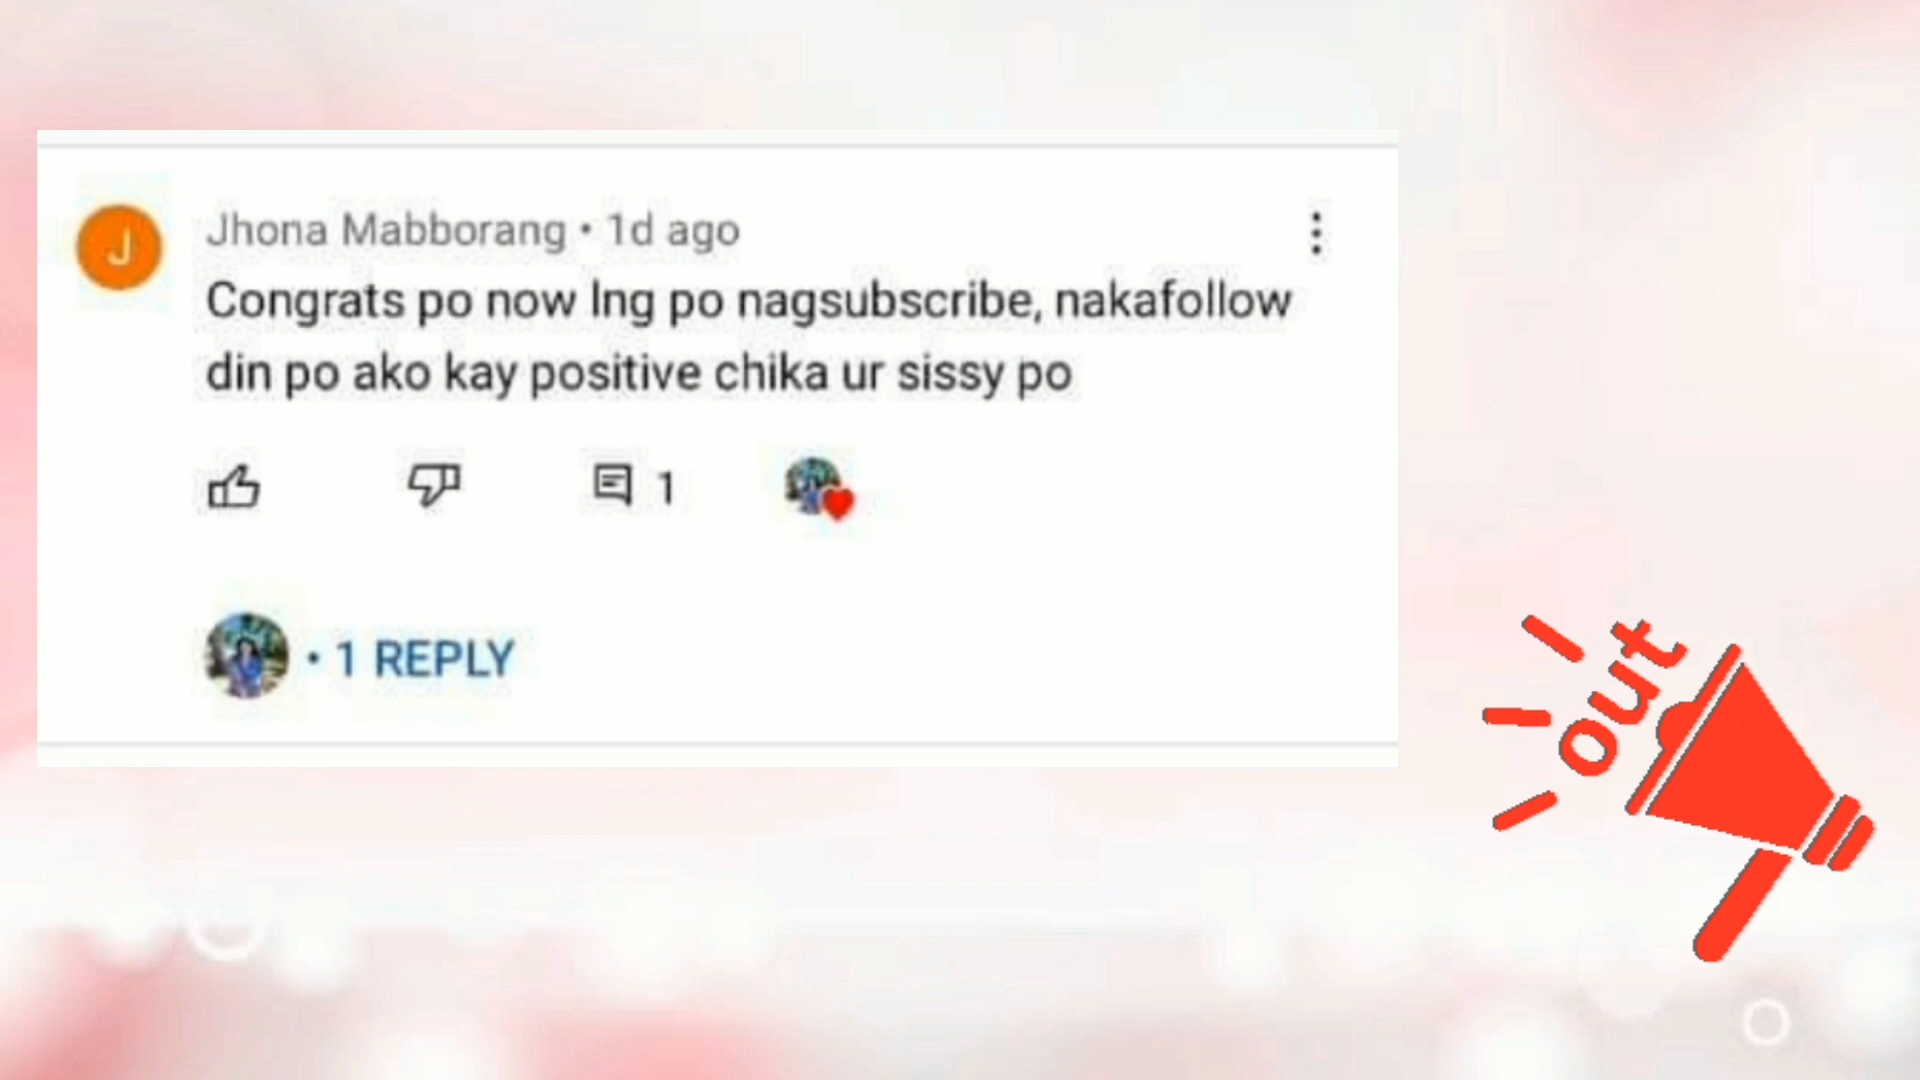 J
Jhona Mabborang • 1d ago
Congrats po now lng po nagsubscribe, nakafollow
din po ako kay positive chika ur sissy po
1
• 1 REPLY
out